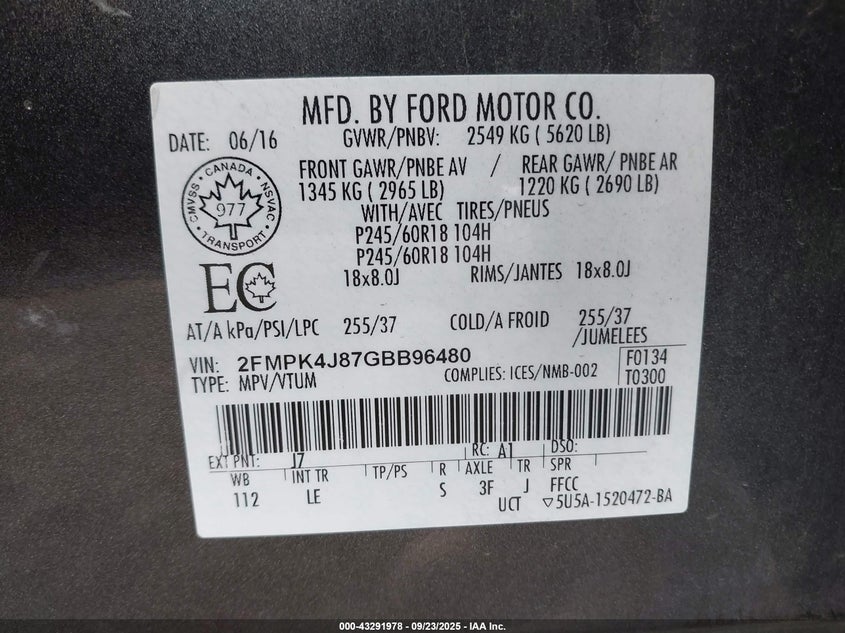 MFD. BY FORD MOTOR CO.
DATE: 06/16 GVWR/PNBV: 2549 KG ( 5620 LB)
FRONT GAWR/PNBE AV / REAR GAWR/ PNBE AR
1345 KG ( 2965 LB) 1220 KG ( 2690 LB)
WITH/AVEC TIRES/PNEUS
P245/60R18 104H
P245/60R18 104H
18x8.0J RIMS/JANTES 18x8.0J
CMVSS • CANADA • NSVAC • TRANSPORT •
977
EC
AT/A kPa/PSI/LPC 255/37 COLD/A FROID 255/37
/JUMELEES
VIN: 2FMPK4J87GBB96480 F0134
TYPE: MPV/VTUM COMPLIES: ICES/NMB-002 T0300
EXT PNT: J7 RC: A1 DSO:
WB INT TR TP/PS R AXLE TR SPR
112 LE S 3F J FFCC
UCT ▽5U5A-1520472-BA
000-43291978 - 09/23/2025 - IAA Inc.